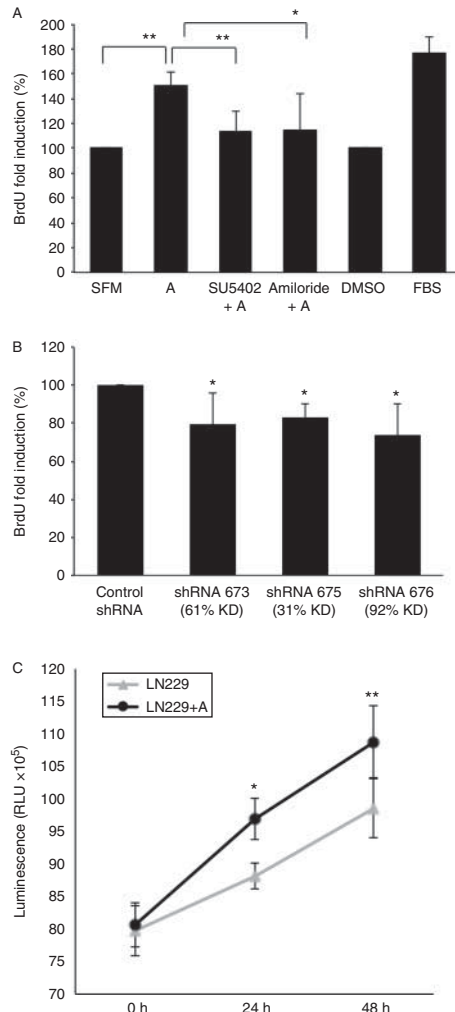 A
BrdU fold induction (%)
200
180
160
140
120
100
80
60
40
20
0
**
**
*
SFM
A
SU5402
+ A
Amiloride
+ A
DMSO
FBS
B
BrdU fold induction (%)
120
100
80
60
40
20
0
*
*
*
Control
shRNA
shRNA 673
(61% KD)
shRNA 675
(31% KD)
shRNA 676
(92% KD)
C
Luminescence (RLU ×10⁵)
120
115
110
105
100
95
90
85
80
75
70
LN229
LN229+A
*
**
0 h
24 h
48 h